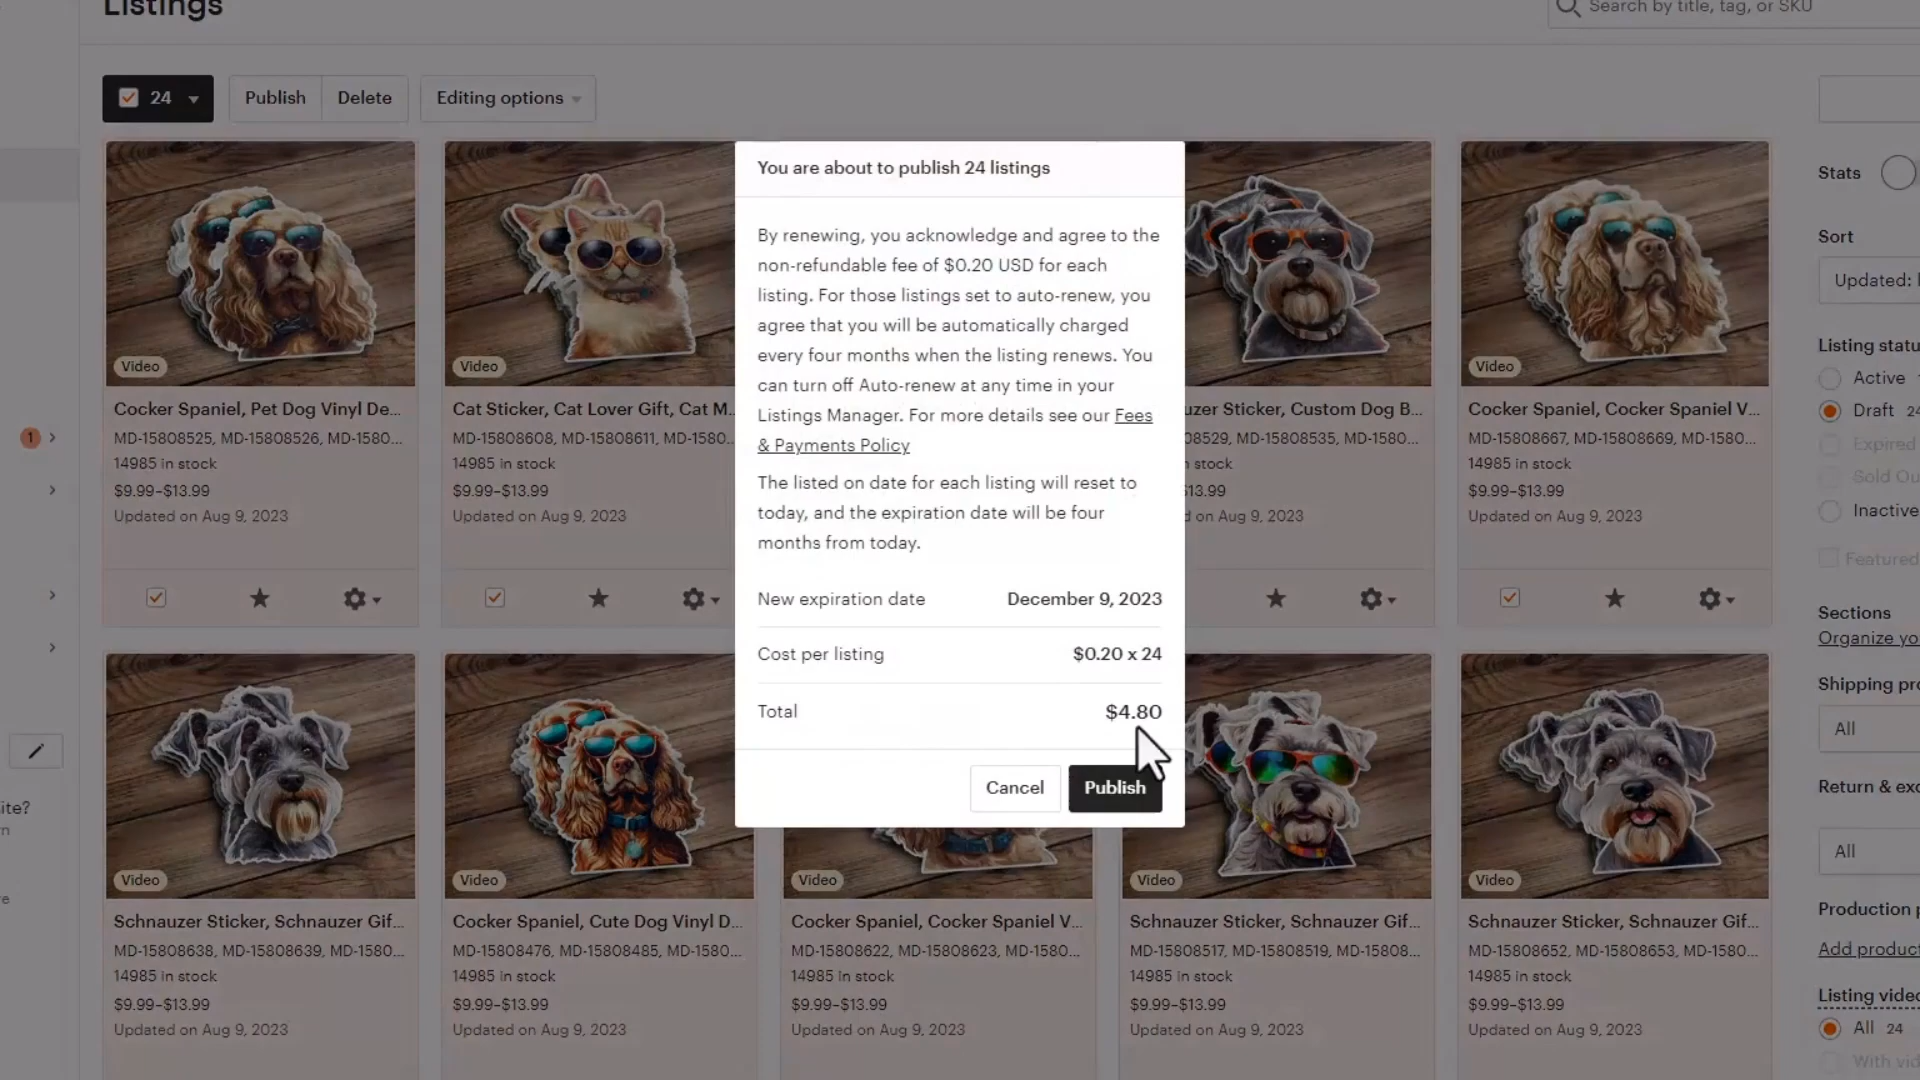 Listings
Search by title, tag, or SKU
24
Publish
Delete
Editing options
You are about to publish 24 listings
By renewing, you acknowledge and agree to the
non-refundable fee of $0.20 USD for each
listing. For those listings set to auto-renew, you
agree that you will be automatically charged
every four months when the listing renews. You
can turn off Auto-renew at any time in your
Listings Manager. For more details see our Fees
& Payments Policy
The listed on date for each listing will reset to
today, and the expiration date will be four
months from today.
New expiration date December 9, 2023
Cost per listing $0.20 x 24
Total $4.80
Cancel
Publish
Video
Cocker Spaniel, Pet Dog Vinyl De...
MD-15808525, MD-15808526, MD-1580...
14985 in stock
$9.99-$13.99
Updated on Aug 9, 2023
Video
Cat Sticker, Cat Lover Gift, Cat M...
MD-15808608, MD-15808611, MD-1580...
14985 in stock
$9.99-$13.99
Updated on Aug 9, 2023
uzer Sticker, Custom Dog B...
08529, MD-15808535, MD-1580...
stock
13.99
on Aug 9, 2023
Video
Cocker Spaniel, Cocker Spaniel V...
MD-15808667, MD-15808669, MD-1580...
14985 in stock
$9.99-$13.99
Updated on Aug 9, 2023
Video
Schnauzer Sticker, Schnauzer Gif...
MD-15808638, MD-15808639, MD-1580...
14985 in stock
$9.99-$13.99
Updated on Aug 9, 2023
Video
Cocker Spaniel, Cute Dog Vinyl D...
MD-15808476, MD-15808485, MD-1580...
14985 in stock
$9.99-$13.99
Updated on Aug 9, 2023
Video
Cocker Spaniel, Cocker Spaniel V...
MD-15808622, MD-15808623, MD-1580...
14985 in stock
$9.99-$13.99
Updated on Aug 9, 2023
Video
Schnauzer Sticker, Schnauzer Gif...
MD-15808517, MD-15808519, MD-15808...
14985 in stock
$9.99-$13.99
Updated on Aug 9, 2023
Video
Schnauzer Sticker, Schnauzer Gif...
MD-15808652, MD-15808653, MD-1580...
14985 in stock
$9.99-$13.99
Updated on Aug 9, 2023
Stats
Sort
Updated:
Listing statu
Active
Draft 24
Expired
Sold Ou
Inactive
Featured
Sections
Organize yo
Shipping pro
All
Return & exc
All
Production p
Add product
Listing video
All 24
With vid
1
ite?
n
e